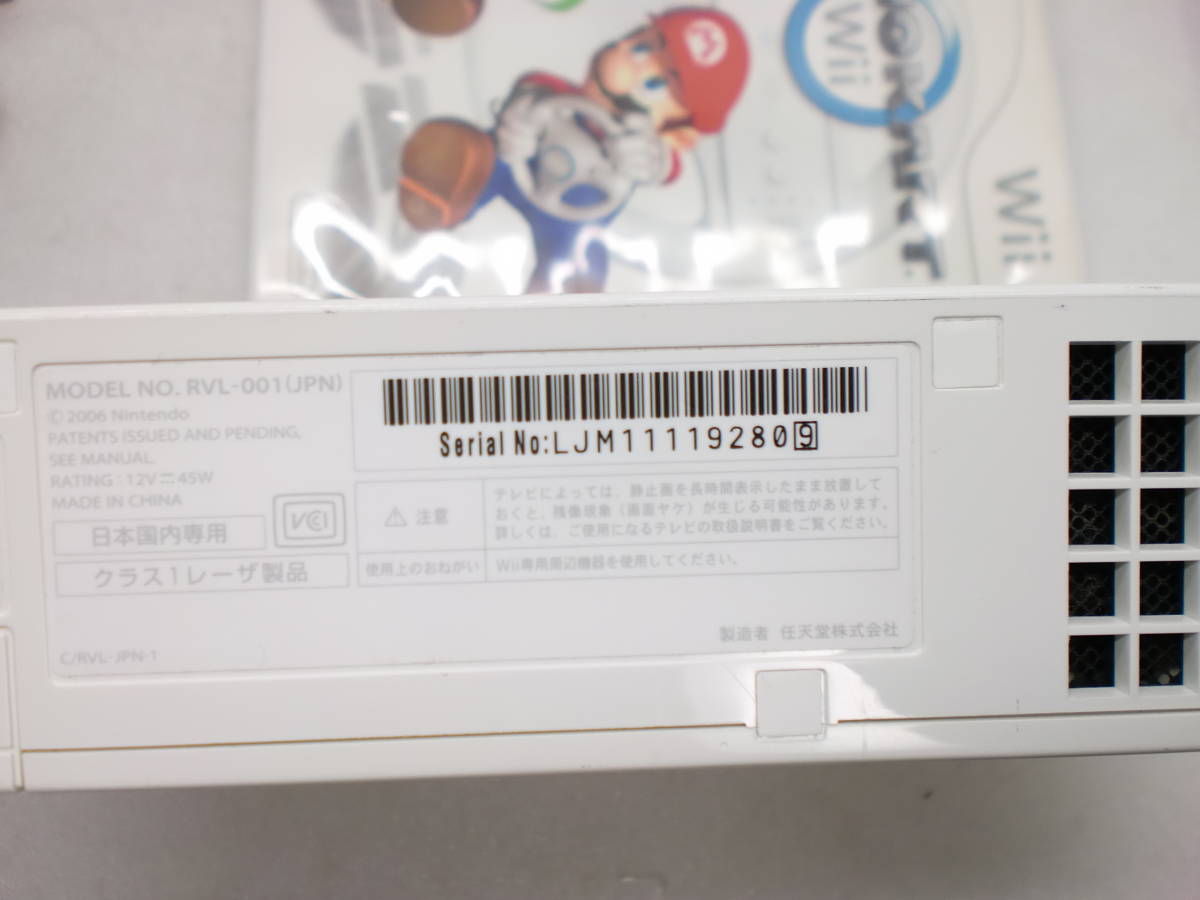 Wii
KART
Wii
MODEL NO. RVL-001(JPN)
© 2006 Nintendo
PATENTS ISSUED AND PENDING,
SEE MANUAL.
RATING : 12V⎓45W
MADE IN CHINA
日本国内専用
VCI
クラス1レーザ製品
C/RVL-JPN-1
Serial No:LJM111192809
⚠ 注意
テレビによっては、静止画を長時間表示したまま放置して
おくと、残像現象（画面ヤケ）が生じる可能性があります。
詳しくは、ご使用になるテレビの取扱説明書をご覧ください。
使用上のおねがい
Wii専用周辺機器を使用してください。
製造者 任天堂株式会社